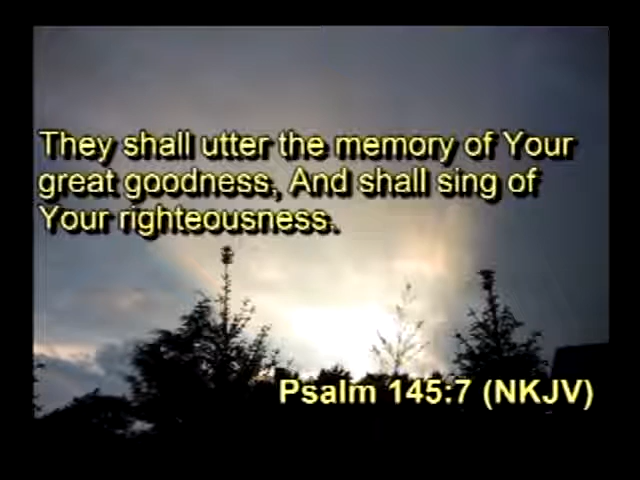 They shall utter the memory of Your
great goodness, And shall sing of
Your righteousness.
Psalm 145:7 (NKJV)